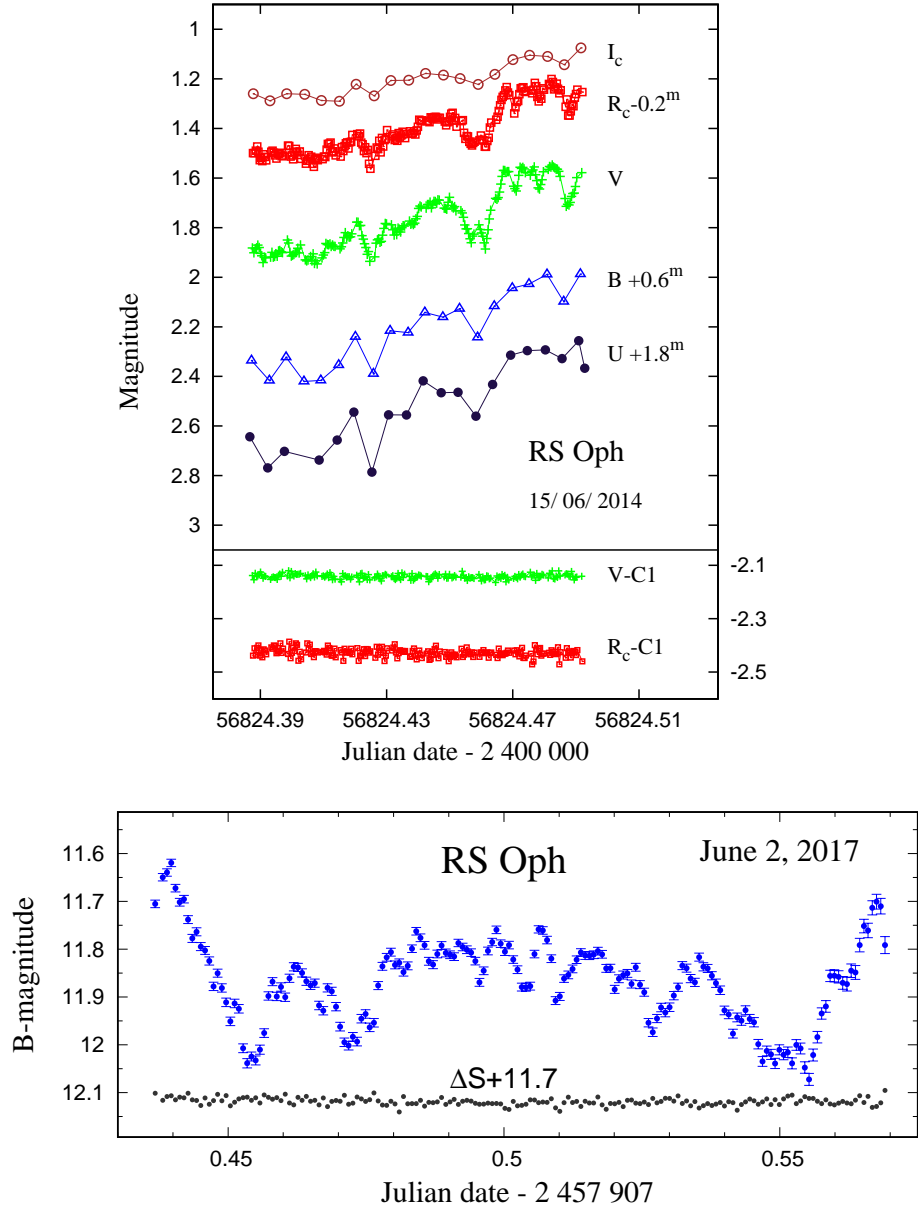 1
1.2
1.4
1.6
1.8
2
2.2
2.4
2.6
2.8
3
Magnitude
I_c
R_c-0.2^m
V
B +0.6^m
U +1.8^m
RS Oph
15/ 06/ 2014
V-C1
R_c-C1
-2.1
-2.3
-2.5
56824.39 56824.43 56824.47 56824.51
Julian date - 2 400 000
RS Oph
June 2, 2017
11.6
11.7
11.8
11.9
12
12.1
B-magnitude
ΔS+11.7
0.45 0.5 0.55
Julian date - 2 457 907